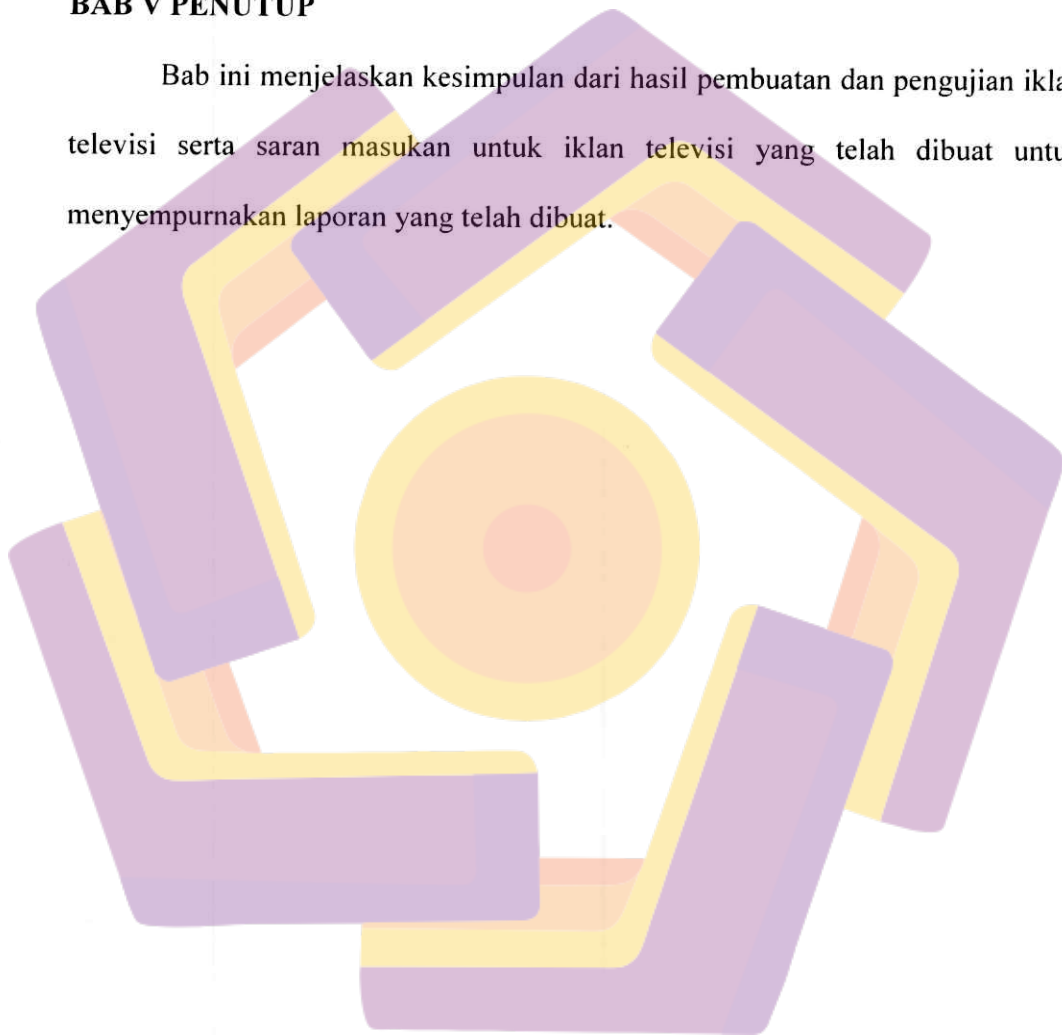 BAB V PENUTUP
Bab ini menjelaskan kesimpulan dari hasil pembuatan dan pengujian ikla
televisi serta saran masukan untuk iklan televisi yang telah dibuat untu
menyempurnakan laporan yang telah dibuat.